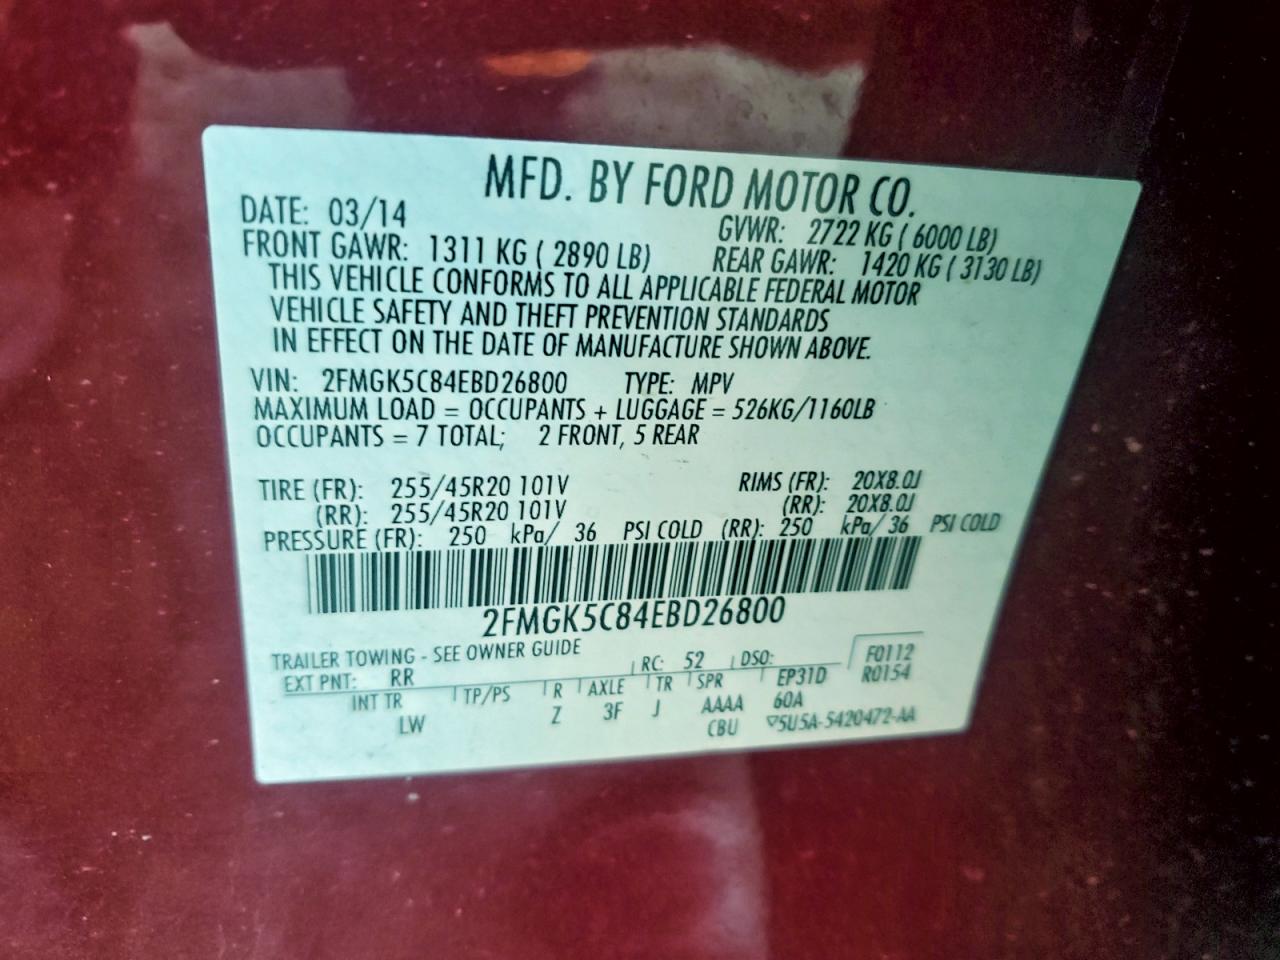 MFD. BY FORD MOTOR CO.
DATE: 03/14 GVWR: 2722 KG ( 6000 LB)
FRONT GAWR: 1311 KG ( 2890 LB) REAR GAWR: 1420 KG ( 3130 LB)
THIS VEHICLE CONFORMS TO ALL APPLICABLE FEDERAL MOTOR
VEHICLE SAFETY AND THEFT PREVENTION STANDARDS
IN EFFECT ON THE DATE OF MANUFACTURE SHOWN ABOVE.
VIN: 2FMGK5C84EBD26800 TYPE: MPV
MAXIMUM LOAD = OCCUPANTS + LUGGAGE = 526KG/1160LB
OCCUPANTS = 7 TOTAL; 2 FRONT, 5 REAR
TIRE (FR): 255/45R20 101V RIMS (FR): 20X8.0J
(RR): 255/45R20 101V (RR): 20X8.0J
PRESSURE (FR): 250 kPa/ 36 PSI COLD (RR): 250 kPa/ 36 PSI COLD
2FMGK5C84EBD26800
TRAILER TOWING - SEE OWNER GUIDE
EXT PNT: RR RC: 52 DSO: F0112
R0154
INT TR TP/PS R AXLE TR SPR EP31D
LW Z 3F J AAAA 60A
CBU ▽5U5A-5420472-AA